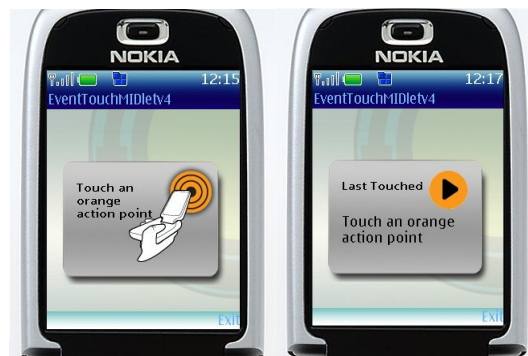 NOKIA
12:15
EventTouchMIDletv4
Touch an
orange
action point
Exit
NOKIA
12:17
EventTouchMIDletv4
Last Touched
Touch an orange
action point
Exit